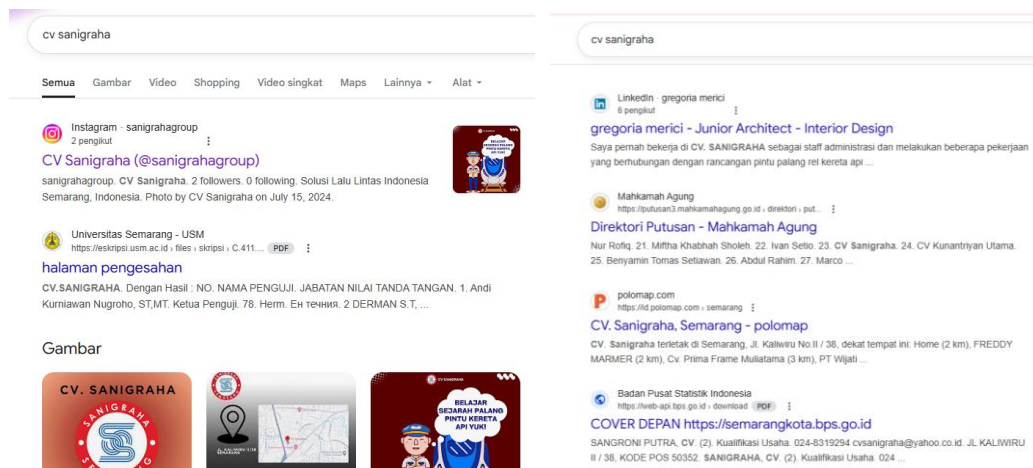 cv sanigraha
Semua Gambar Video Shopping Video singkat Maps Lainnya Alat
Instagram · sanigrahagroup
2 pengikut
CV Sanigraha (@sanigrahagroup)
sanigrahagroup. CV Sanigraha. 2 followers. 0 following. Solusi Lalu Lintas Indonesia
Semarang, Indonesia. Photo by CV Sanigraha on July 15, 2024.
BELAJAR
SEJARAH PALANG
PINTU KERETA
API YUK!
Universitas Semarang - USM
https://eskripsi.usm.ac.id › files › skripsi › C.411.... PDF
halaman pengesahan
CV.SANIGRAHA. Dengan Hasil : NO. NAMA PENGUJI. JABATAN NILAI TANDA TANGAN. 1. Andi
Kurniawan Nugroho, ST,MT. Ketua Penguji. 78. Herm. Ен течния. 2 DERMAN S.T, ...
Gambar
CV. SANIGRAHA
SANIGRAHA
CV SANIGRAHA
BELAJAR
SEJARAH PALANG
PINTU KERETA
API YUK!
cv sanigraha
LinkedIn · gregoria merici
6 pengikut
gregoria merici - Junior Architect - Interior Design
Saya pernah bekerja di CV. SANIGRAHA sebagai staff administrasi dan melakukan beberapa pekerjaan
yang berhubungan dengan rancangan pintu palang rel kereta api ...
Mahkamah Agung
https://putusan3.mahkamahagung.go.id › direktori › put...
Direktori Putusan - Mahkamah Agung
Nur Rofiq. 21. Miftha Khabhah Sholeh. 22. Ivan Setio. 23. CV Sanigraha. 24. CV Kunantriyan Utama.
25. Benyamin Tomas Setiawan. 26. Abdul Rahim. 27. Marco ...
polomap.com
https://id.polomap.com › semarang
CV. Sanigraha, Semarang - polomap
CV. Sanigraha terletak di Semarang, Jl. Kaliwiru No.II / 38, dekat tempat ini: Home (2 km), FREDDY
MARMER (2 km), Cv. Prima Frame Muliatama (3 km), PT Wijati ...
Badan Pusat Statistik Indonesia
https://web-api.bps.go.id › download PDF
COVER DEPAN https://semarangkota.bps.go.id
SANGRONI PUTRA, CV. (2). Kualifikasi Usaha. 024-8319294 cvsanigraha@yahoo.co.id. JL KALIWIRU
II / 38, KODE POS 50352. SANIGRAHA, CV. (2). Kualifikasi Usaha. 024 ...